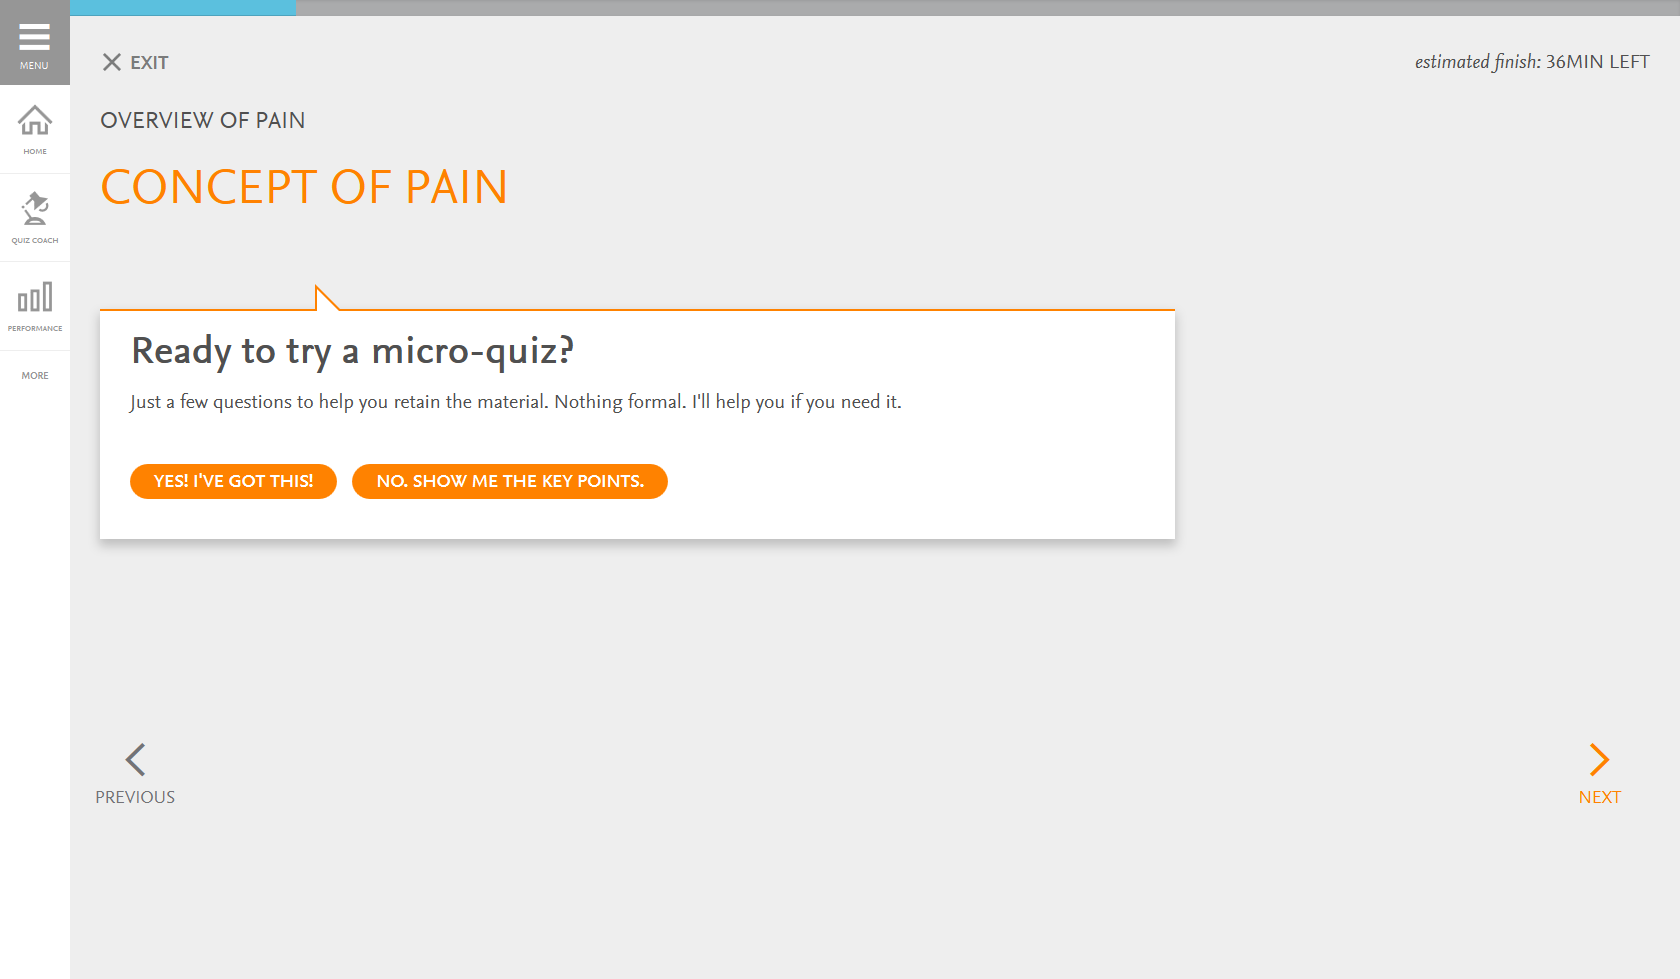 MENU
EXIT
estimated finish: 36MIN LEFT
OVERVIEW OF PAIN
HOME
CONCEPT OF PAIN
QUIZ COACH
PERFORMANCE
Ready to try a micro-quiz?
MORE
Just a few questions to help you retain the material. Nothing formal. I'll help you if you need it.
YES! I'VE GOT THIS!
NO. SHOW ME THE KEY POINTS.
PREVIOUS
NEXT